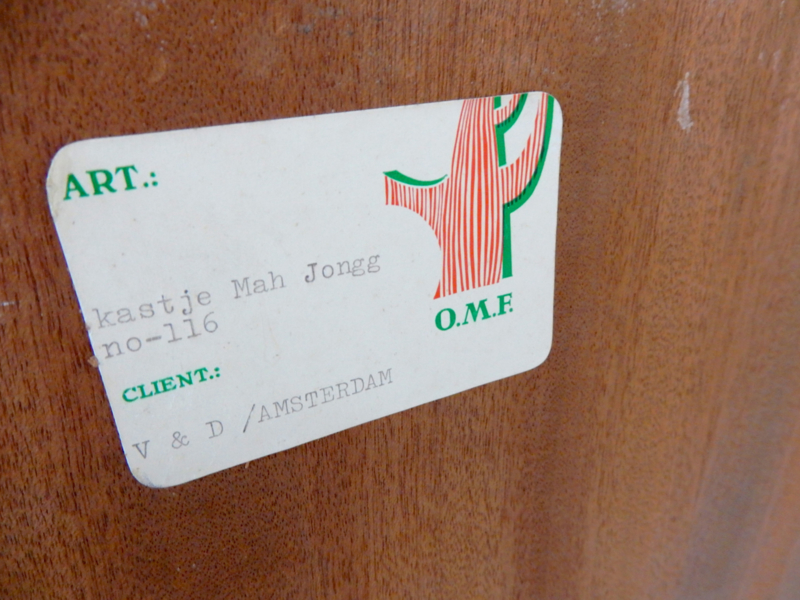 ART.:
kastje Mah Jongg
no-116
O.M.F.
CLIENT.:
V & D /AMSTERDAM